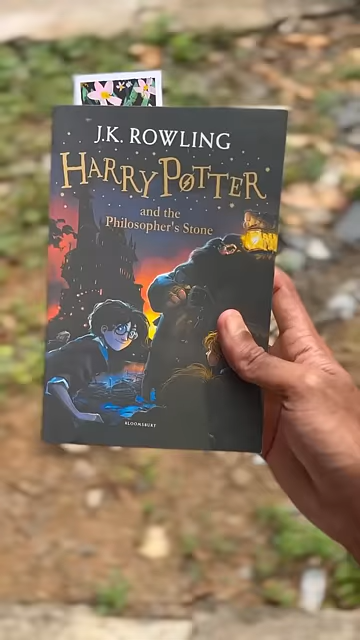 J.K. ROWLING
HARRY POTTER
and the
Philosopher's Stone
BLOOMSBURY